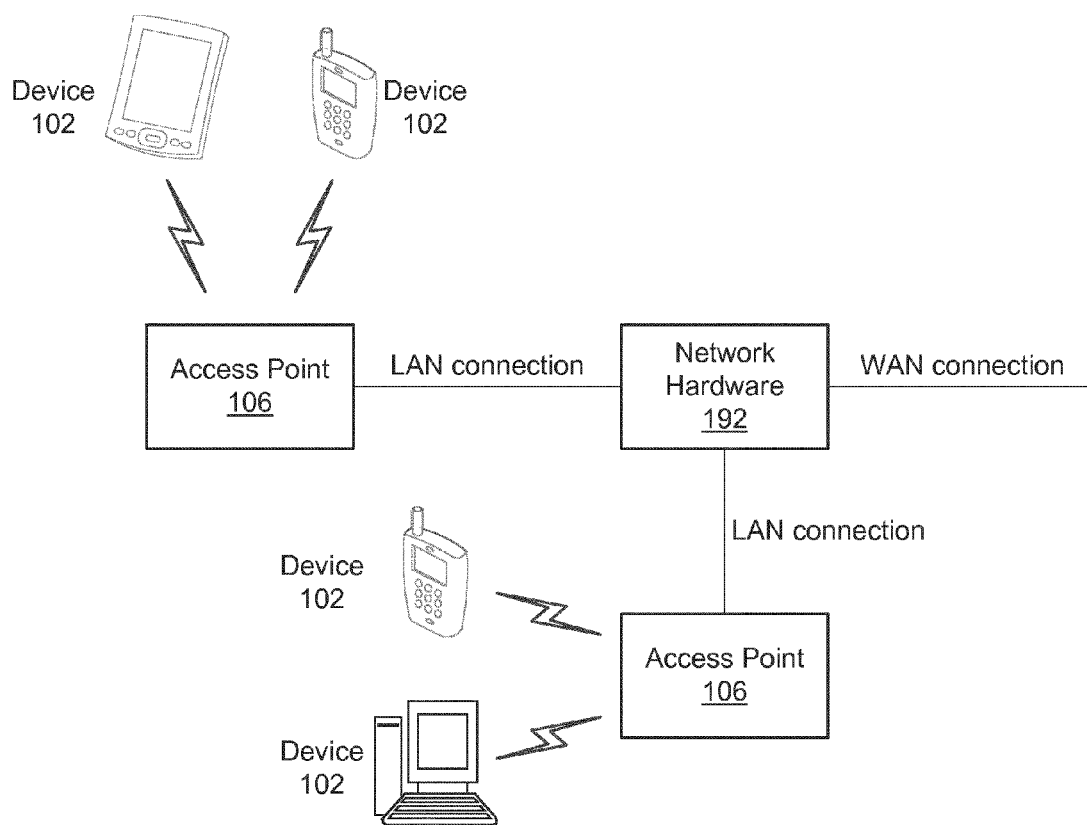 Device
102
Device
102
Access Point
106
LAN connection
Network
Hardware
192
WAN connection
LAN connection
Device
102
Access Point
106
Device
102